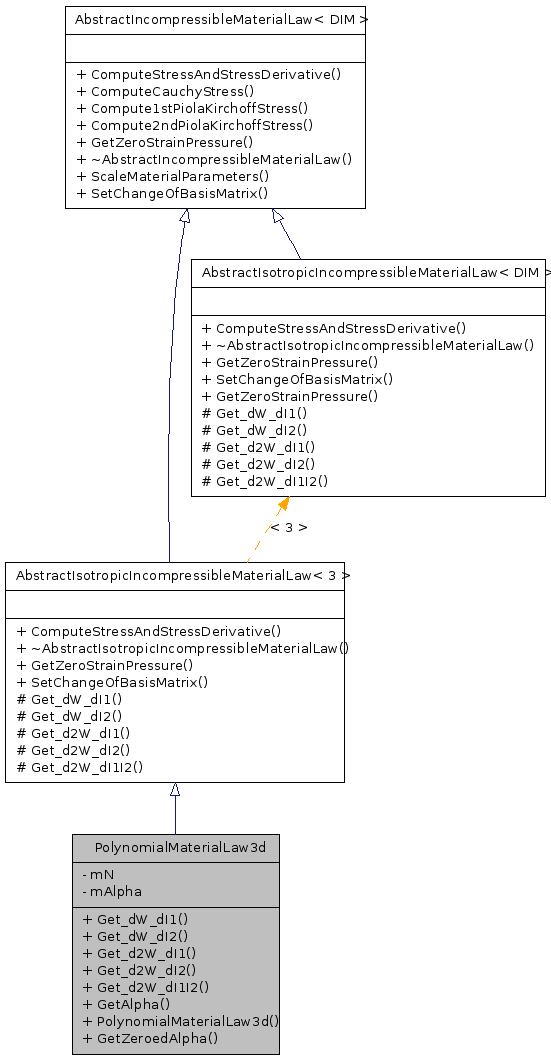 AbstractIncompressibleMaterialLaw< DIM >
+ ComputeStressAndStressDerivative()
+ ComputeCauchyStress()
+ Compute1stPiolaKirchoffStress()
+ Compute2ndPiolaKirchoffStress()
+ GetZeroStrainPressure()
+ ~AbstractIncompressibleMaterialLaw()
+ ScaleMaterialParameters()
+ SetChangeOfBasisMatrix()
AbstractIsotropicIncompressibleMaterialLaw< DIM >
+ ComputeStressAndStressDerivative()
+ ~AbstractIsotropicIncompressibleMaterialLaw()
+ GetZeroStrainPressure()
+ SetChangeOfBasisMatrix()
+ GetZeroStrainPressure()
# Get_dW_dI1()
# Get_dW_dI2()
# Get_d2W_dI1()
# Get_d2W_dI2()
# Get_d2W_dI1I2()
< 3 >
AbstractIsotropicIncompressibleMaterialLaw< 3 >
+ ComputeStressAndStressDerivative()
+ ~AbstractIsotropicIncompressibleMaterialLaw()
+ GetZeroStrainPressure()
+ SetChangeOfBasisMatrix()
# Get_dW_dI1()
# Get_dW_dI2()
# Get_d2W_dI1()
# Get_d2W_dI2()
# Get_d2W_dI1I2()
PolynomialMaterialLaw3d
- mN
- mAlpha
+ Get_dW_dI1()
+ Get_dW_dI2()
+ Get_d2W_dI1()
+ Get_d2W_dI2()
+ Get_d2W_dI1I2()
+ GetAlpha()
+ PolynomialMaterialLaw3d()
+ GetZeroedAlpha()